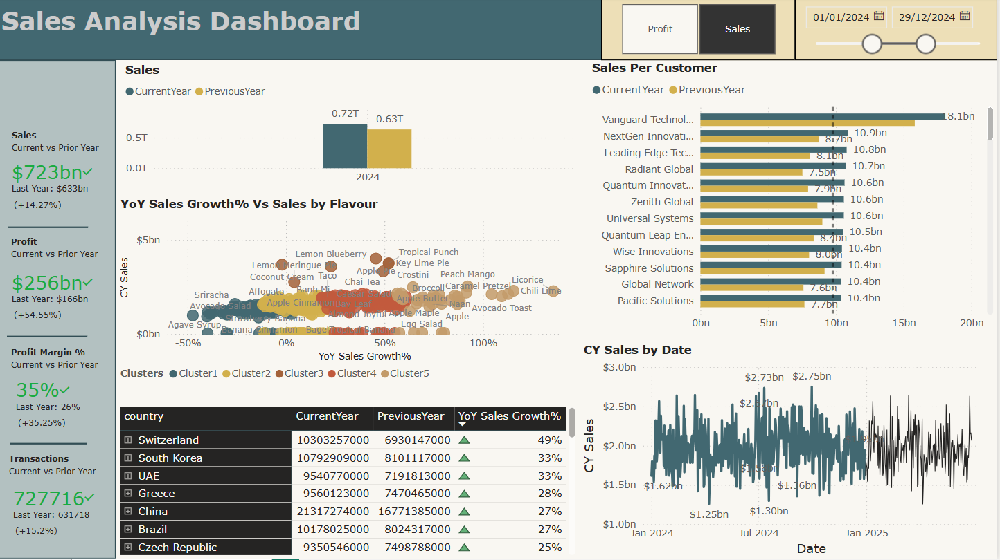 Sales Analysis Dashboard
Profit
Sales
01/01/2024
29/12/2024
Sales
Current vs Prior Year
$723bn
Last Year: $633bn
(+14.27%)
Profit
Current vs Prior Year
$256bn
Last Year: $166bn
(+54.55%)
Profit Margin %
Current vs Prior Year
35%
Last Year: 26%
(+35.25%)
Transactions
Current vs Prior Year
727716
Last Year: 631718
(+15.2%)
Sales
CurrentYear PreviousYear
0.72T
0.63T
0.5T
0.0T
2024
YoY Sales Growth% Vs Sales by Flavour
CY Sales
$5bn
$0bn
Lemon Blueberry
Tropical Punch
Lemon Meringue
Key Lime Pie
Coconut Cream
Taco
Crostini
Peach Mango
Chai Tea
Licorice
Affogato
Banh Mi
Broccoli
Caramel Pretzel
Chili Lime
Sriracha
Caesar Salad
Apple Butter
Avocado Salad
Apple Cinnamon
Bay Leaf
Naan
Avocado Toast
Strawberry Banana
Almond Joyful
Apple Maple
Apple
Agave Syrup
Egg Salad
Banana Cinnamon
Bagel
Tropical Banana
-50%
0%
50%
100%
YoY Sales Growth%
Clusters Cluster1 Cluster2 Cluster3 Cluster4 Cluster5
country CurrentYear PreviousYear YoY Sales Growth%
Switzerland 10303257000 6930147000 49%
South Korea 10792909000 8101117000 33%
UAE 9540770000 7191813000 33%
Greece 9560123000 7470465000 28%
China 21317274000 16771385000 27%
Brazil 10178025000 8024317000 27%
Czech Republic 9350546000 7498788000 25%
Sales Per Customer
CurrentYear PreviousYear
Vanguard Technol... 18.1bn
NextGen Innovati... 10.9bn
8.7bn
Leading Edge Tec... 10.8bn
8.1bn
Radiant Global 10.7bn
7.5bn
Quantum Innovat... 10.6bn
7.9bn
Zenith Global 10.6bn
Universal Systems 10.6bn
Quantum Leap En... 10.5bn
8.4bn
Wise Innovations 10.4bn
8.0bn
Sapphire Solutions 10.4bn
Global Network 10.4bn
7.6bn
Pacific Solutions 10.4bn
7.7bn
0bn
5bn
10bn
15bn
20bn
CY Sales by Date
CY Sales
$3.0bn
$2.5bn
$2.0bn
$1.5bn
$1.0bn
$2.73bn
$2.75bn
$1.62bn
$1.36bn
$1.25bn
$1.30bn
Jan 2024
Jul 2024
Jan 2025
Date